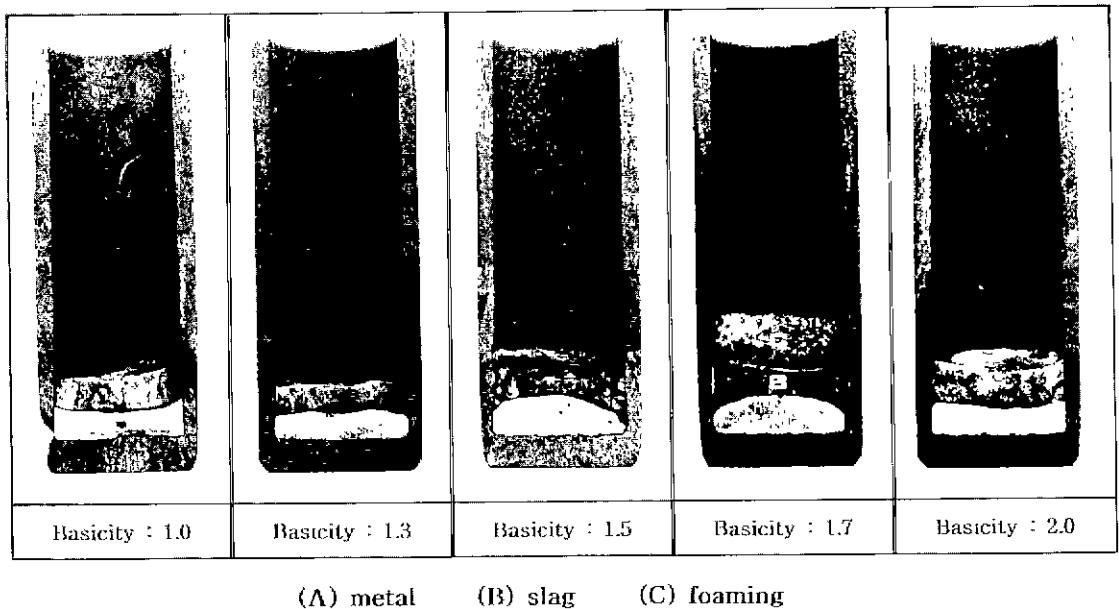 Basicity : 1.0
Basicity : 1.3
Basicity : 1.5
Basicity : 1.7
Basicity : 2.0
(A) metal (B) slag (C) foaming